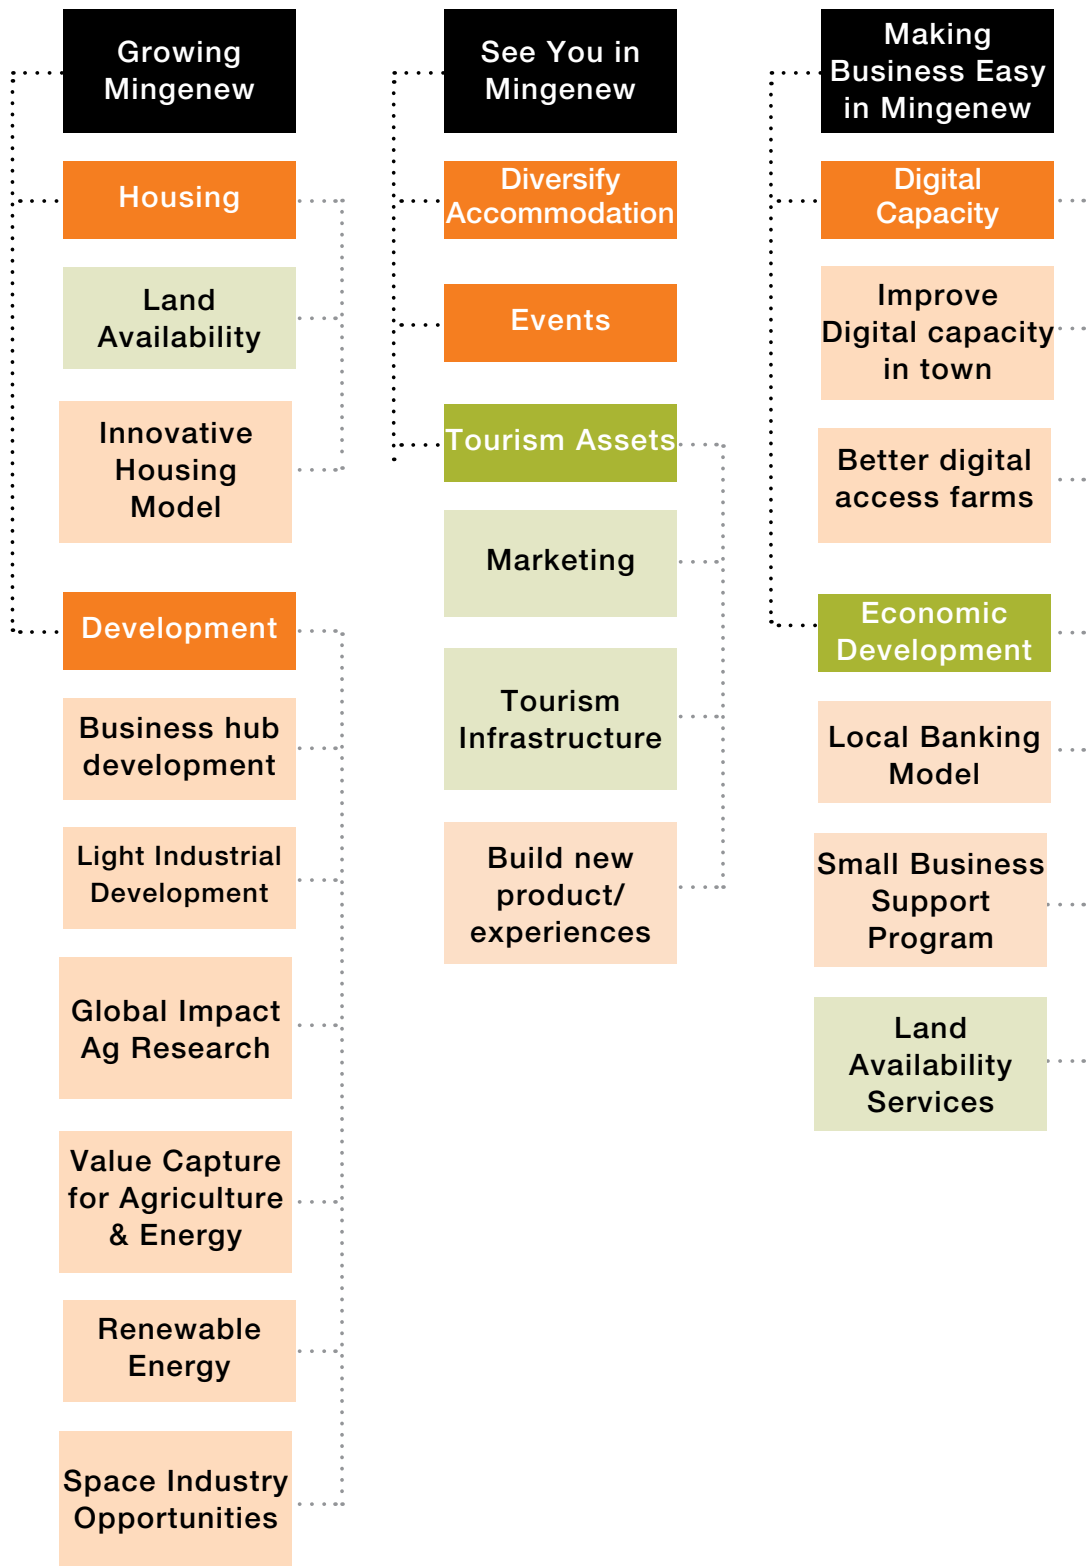 Growing
Mingenew
Housing
Land
Availability
Innovative
Housing
Model
Development
Business hub
development
Light Industrial
Development
Global Impact
Ag Research
Value Capture
for Agriculture
& Energy
Renewable
Energy
Space Industry
Opportunities
See You in
Mingenew
Diversify
Accommodation
Events
Tourism Assets
Marketing
Tourism
Infrastructure
Build new
product/
experiences
Making
Business Easy
in Mingenew
Digital
Capacity
Improve
Digital capacity
in town
Better digital
access farms
Economic
Development
Local Banking
Model
Small Business
Support
Program
Land
Availability
Services